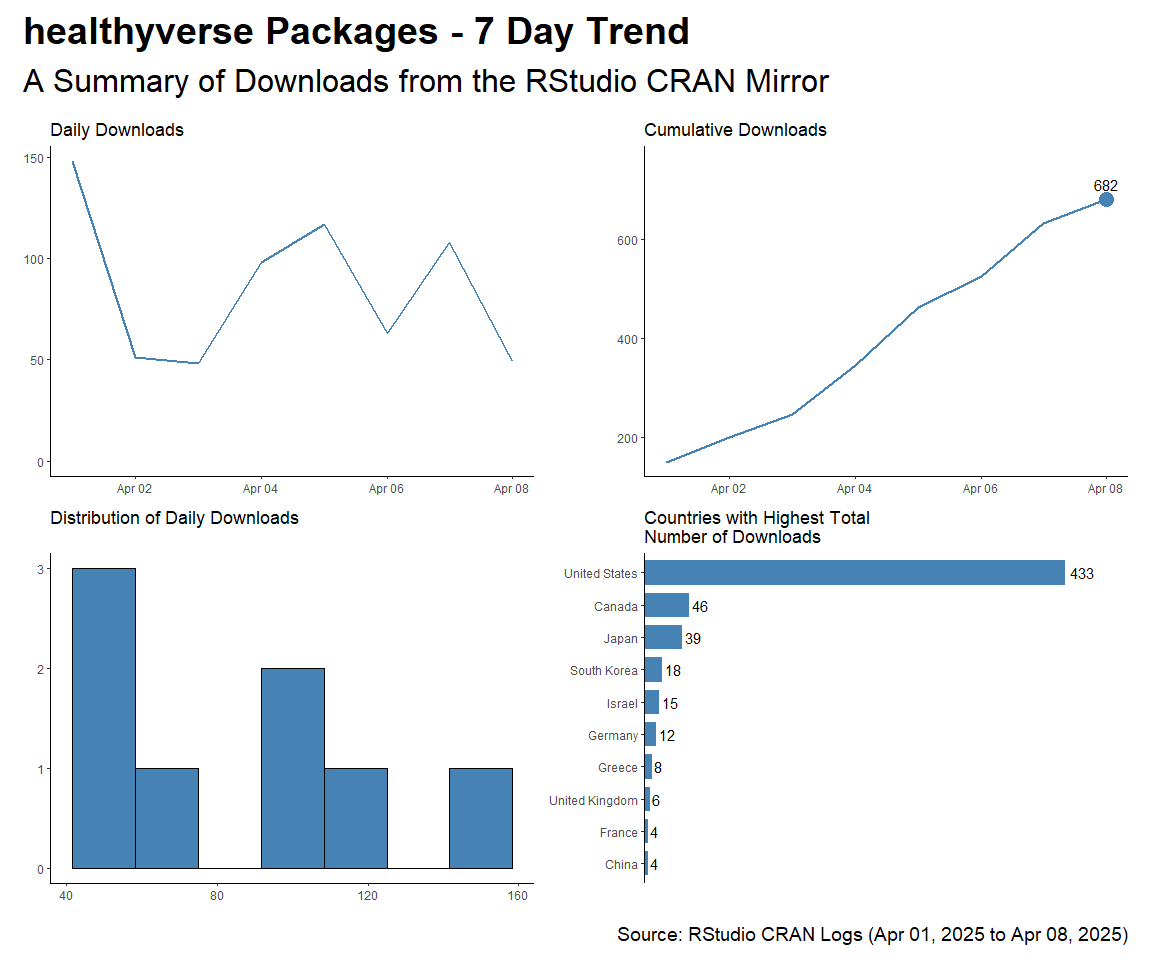 healthyverse Packages - 7 Day Trend
A Summary of Downloads from the RStudio CRAN Mirror
Daily Downloads
150
100
50
0
Apr 02 Apr 04 Apr 06 Apr 08
Cumulative Downloads
682
600
400
200
Apr 02 Apr 04 Apr 06 Apr 08
Distribution of Daily Downloads
3
2
1
0
40 80 120 160
Countries with Highest Total
Number of Downloads
United States 433
Canada 46
Japan 39
South Korea 18
Israel 15
Germany 12
Greece 8
United Kingdom 6
France 4
China 4
Source: RStudio CRAN Logs (Apr 01, 2025 to Apr 08, 2025)